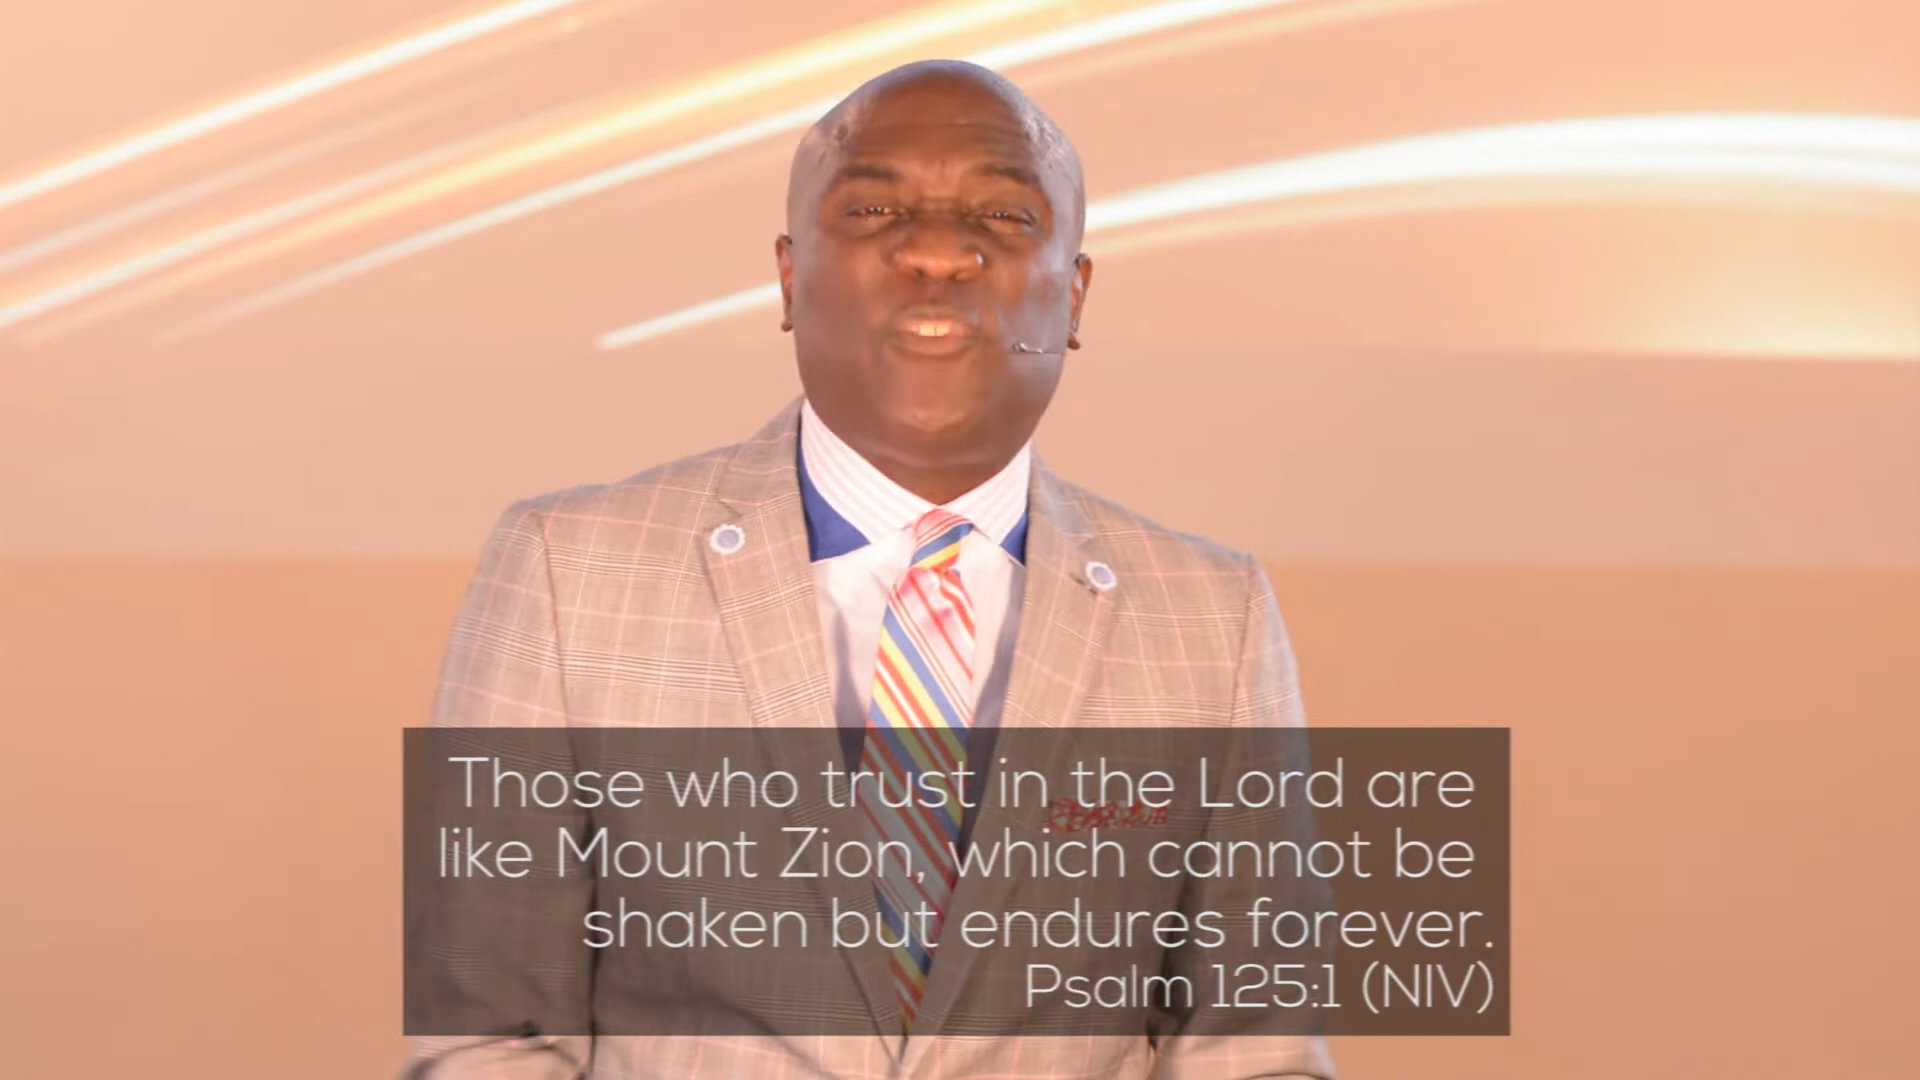 Those who trust in the Lord are
like Mount Zion, which cannot be
shaken but endures forever.
Psalm 125:1 (NIV)